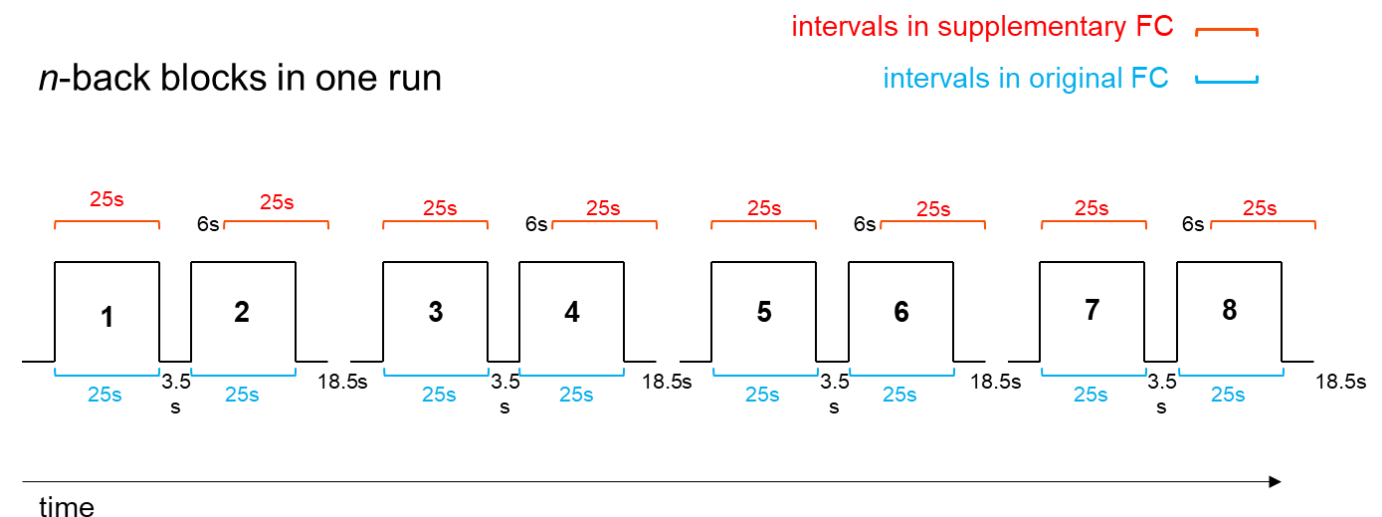 intervals in supplementary FC
n-back blocks in one run
intervals in original FC
25s 6s 25s 25s 6s 25s 25s 6s 25s 25s 6s 25s
1 2 3 4 5 6 7 8
25s 3.5 25s 18.5s 25s 3.5 25s 18.5s 25s 3.5 25s 18.5s 25s 3.5 25s 18.5s
s s s s
time